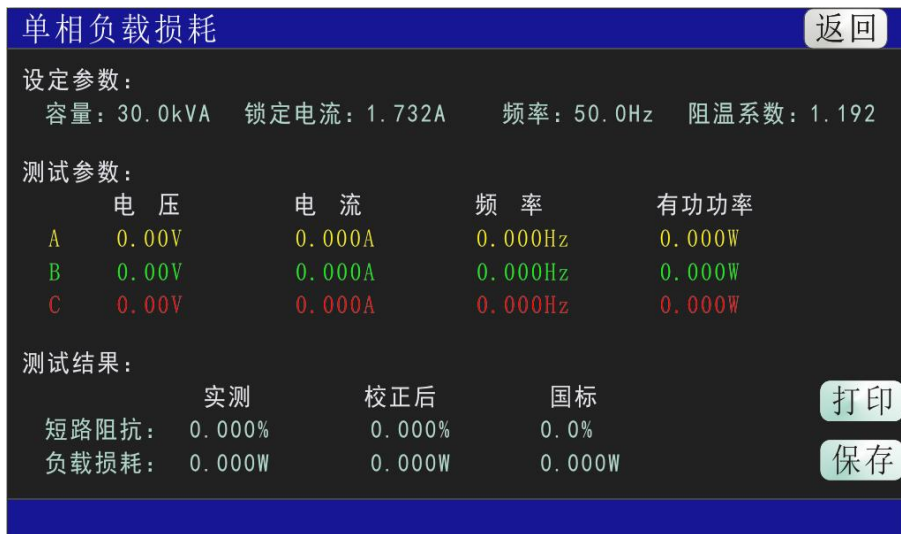 单相负载损耗 返回
设定参数：
容量：30.0kVA 锁定电流：1.732A 频率：50.0Hz 阻温系数：1.192
测试参数：
电 压 电 流 频 率 有功功率
A 0.00V 0.000A 0.000Hz 0.000W
B 0.00V 0.000A 0.000Hz 0.000W
C 0.00V 0.000A 0.000Hz 0.000W
测试结果：
实测 校正后 国标
短路阻抗： 0.000% 0.000% 0.0%
负载损耗： 0.000W 0.000W 0.000W
打印
保存